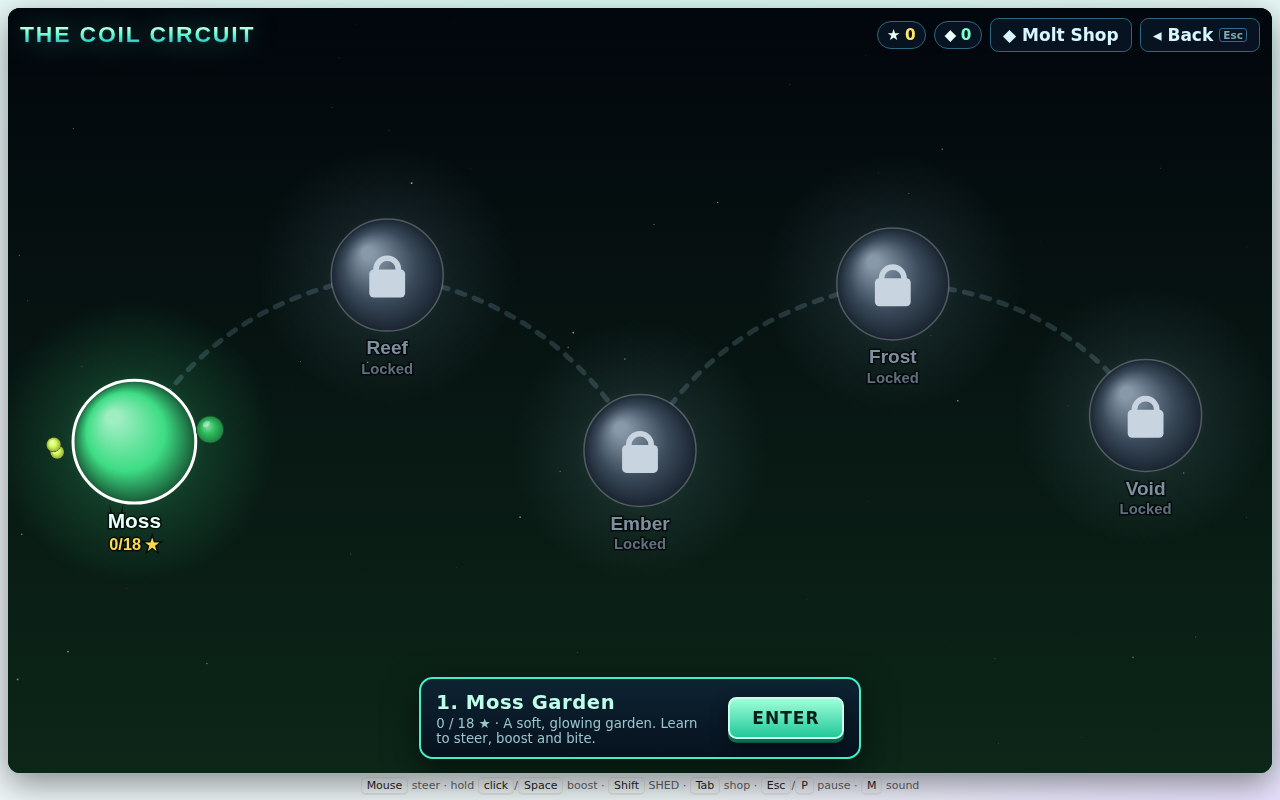 THE COIL CIRCUIT
★ 0
◆ 0
◆ Molt Shop
◂ Back Esc
Reef
Locked
Frost
Locked
Moss
0/18 ★
Ember
Locked
Void
Locked
1. Moss Garden
0 / 18 ★ · A soft, glowing garden. Learn
to steer, boost and bite.
ENTER
Mouse steer · hold click / Space boost · Shift SHED · Tab shop · Esc / P pause · M sound